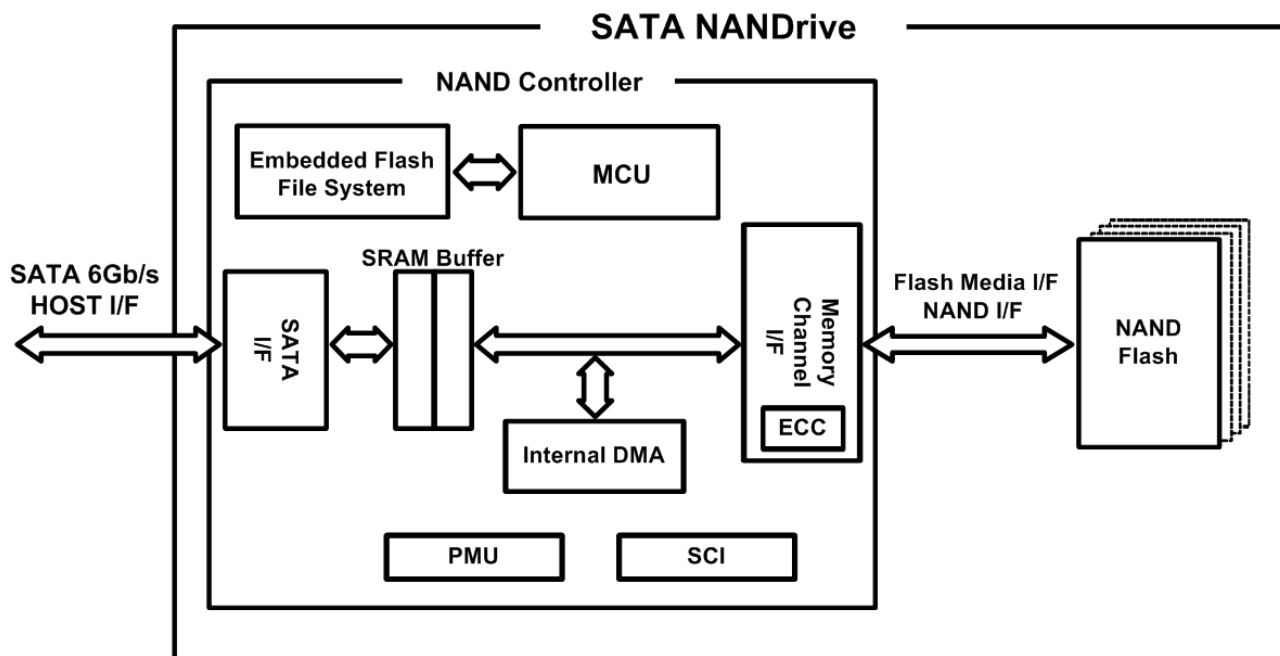 SATA NANDrive
NAND Controller
Embedded Flash
File System
MCU
SRAM Buffer
SATA 6Gb/s
HOST I/F
SATA
I/F
Memory
Channel
I/F
ECC
Flash Media I/F
NAND I/F
NAND
Flash
Internal DMA
PMU
SCI